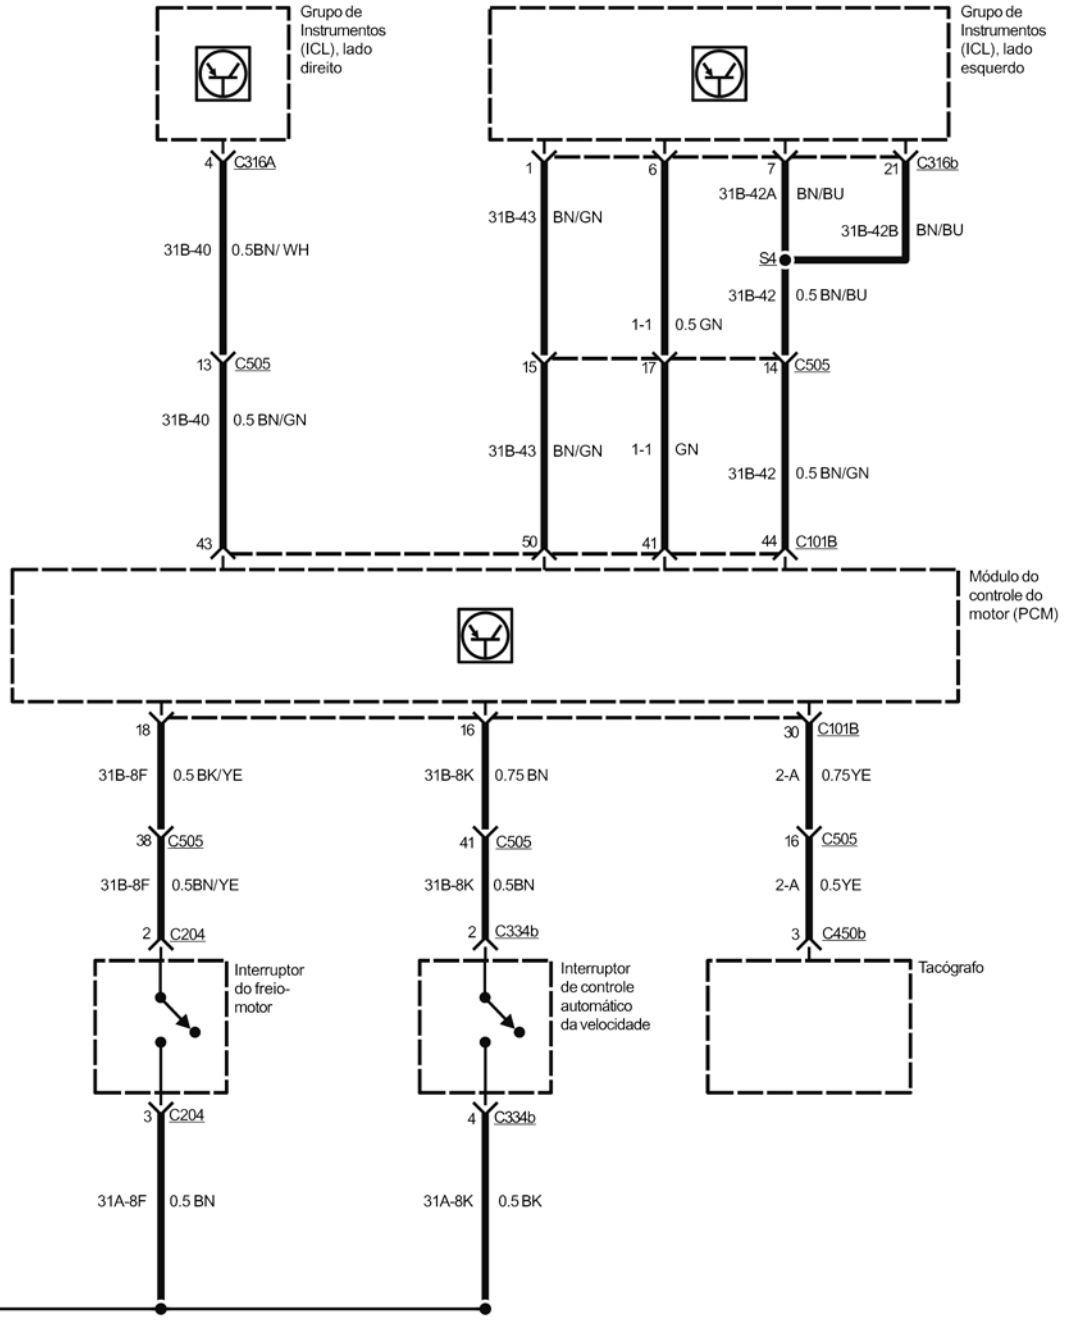 Grupo de
Instrumentos
(ICL), lado
direito
Grupo de
Instrumentos
(ICL), lado
esquerdo
4 C316A
1 6 7 21 C316b
31B-42A BN/BU
31B-43 BN/GN
31B-42B BN/BU
31B-40 0.5BN/ WH
S4
31B-42 0.5 BN/BU
1-1 0.5 GN
13 C505
15 17 14 C505
31B-40 0.5 BN/GN
31B-43 BN/GN
1-1 GN
31B-42 0.5 BN/GN
43 50 41 44 C101B
Módulo do
controle do
motor (PCM)
18 16 30 C101B
31B-8F 0.5 BK/YE
31B-8K 0.75 BN
2-A 0.75YE
38 C505
41 C505
16 C505
31B-8F 0.5BN/YE
31B-8K 0.5BN
2-A 0.5YE
2 C204
2 C334b
3 C450b
Interruptor
do freio-
motor
Interruptor
de controle
automático
da velocidade
Tacógrafo
3 C204
4 C334b
31A-8F 0.5 BN
31A-8K 0.5 BK